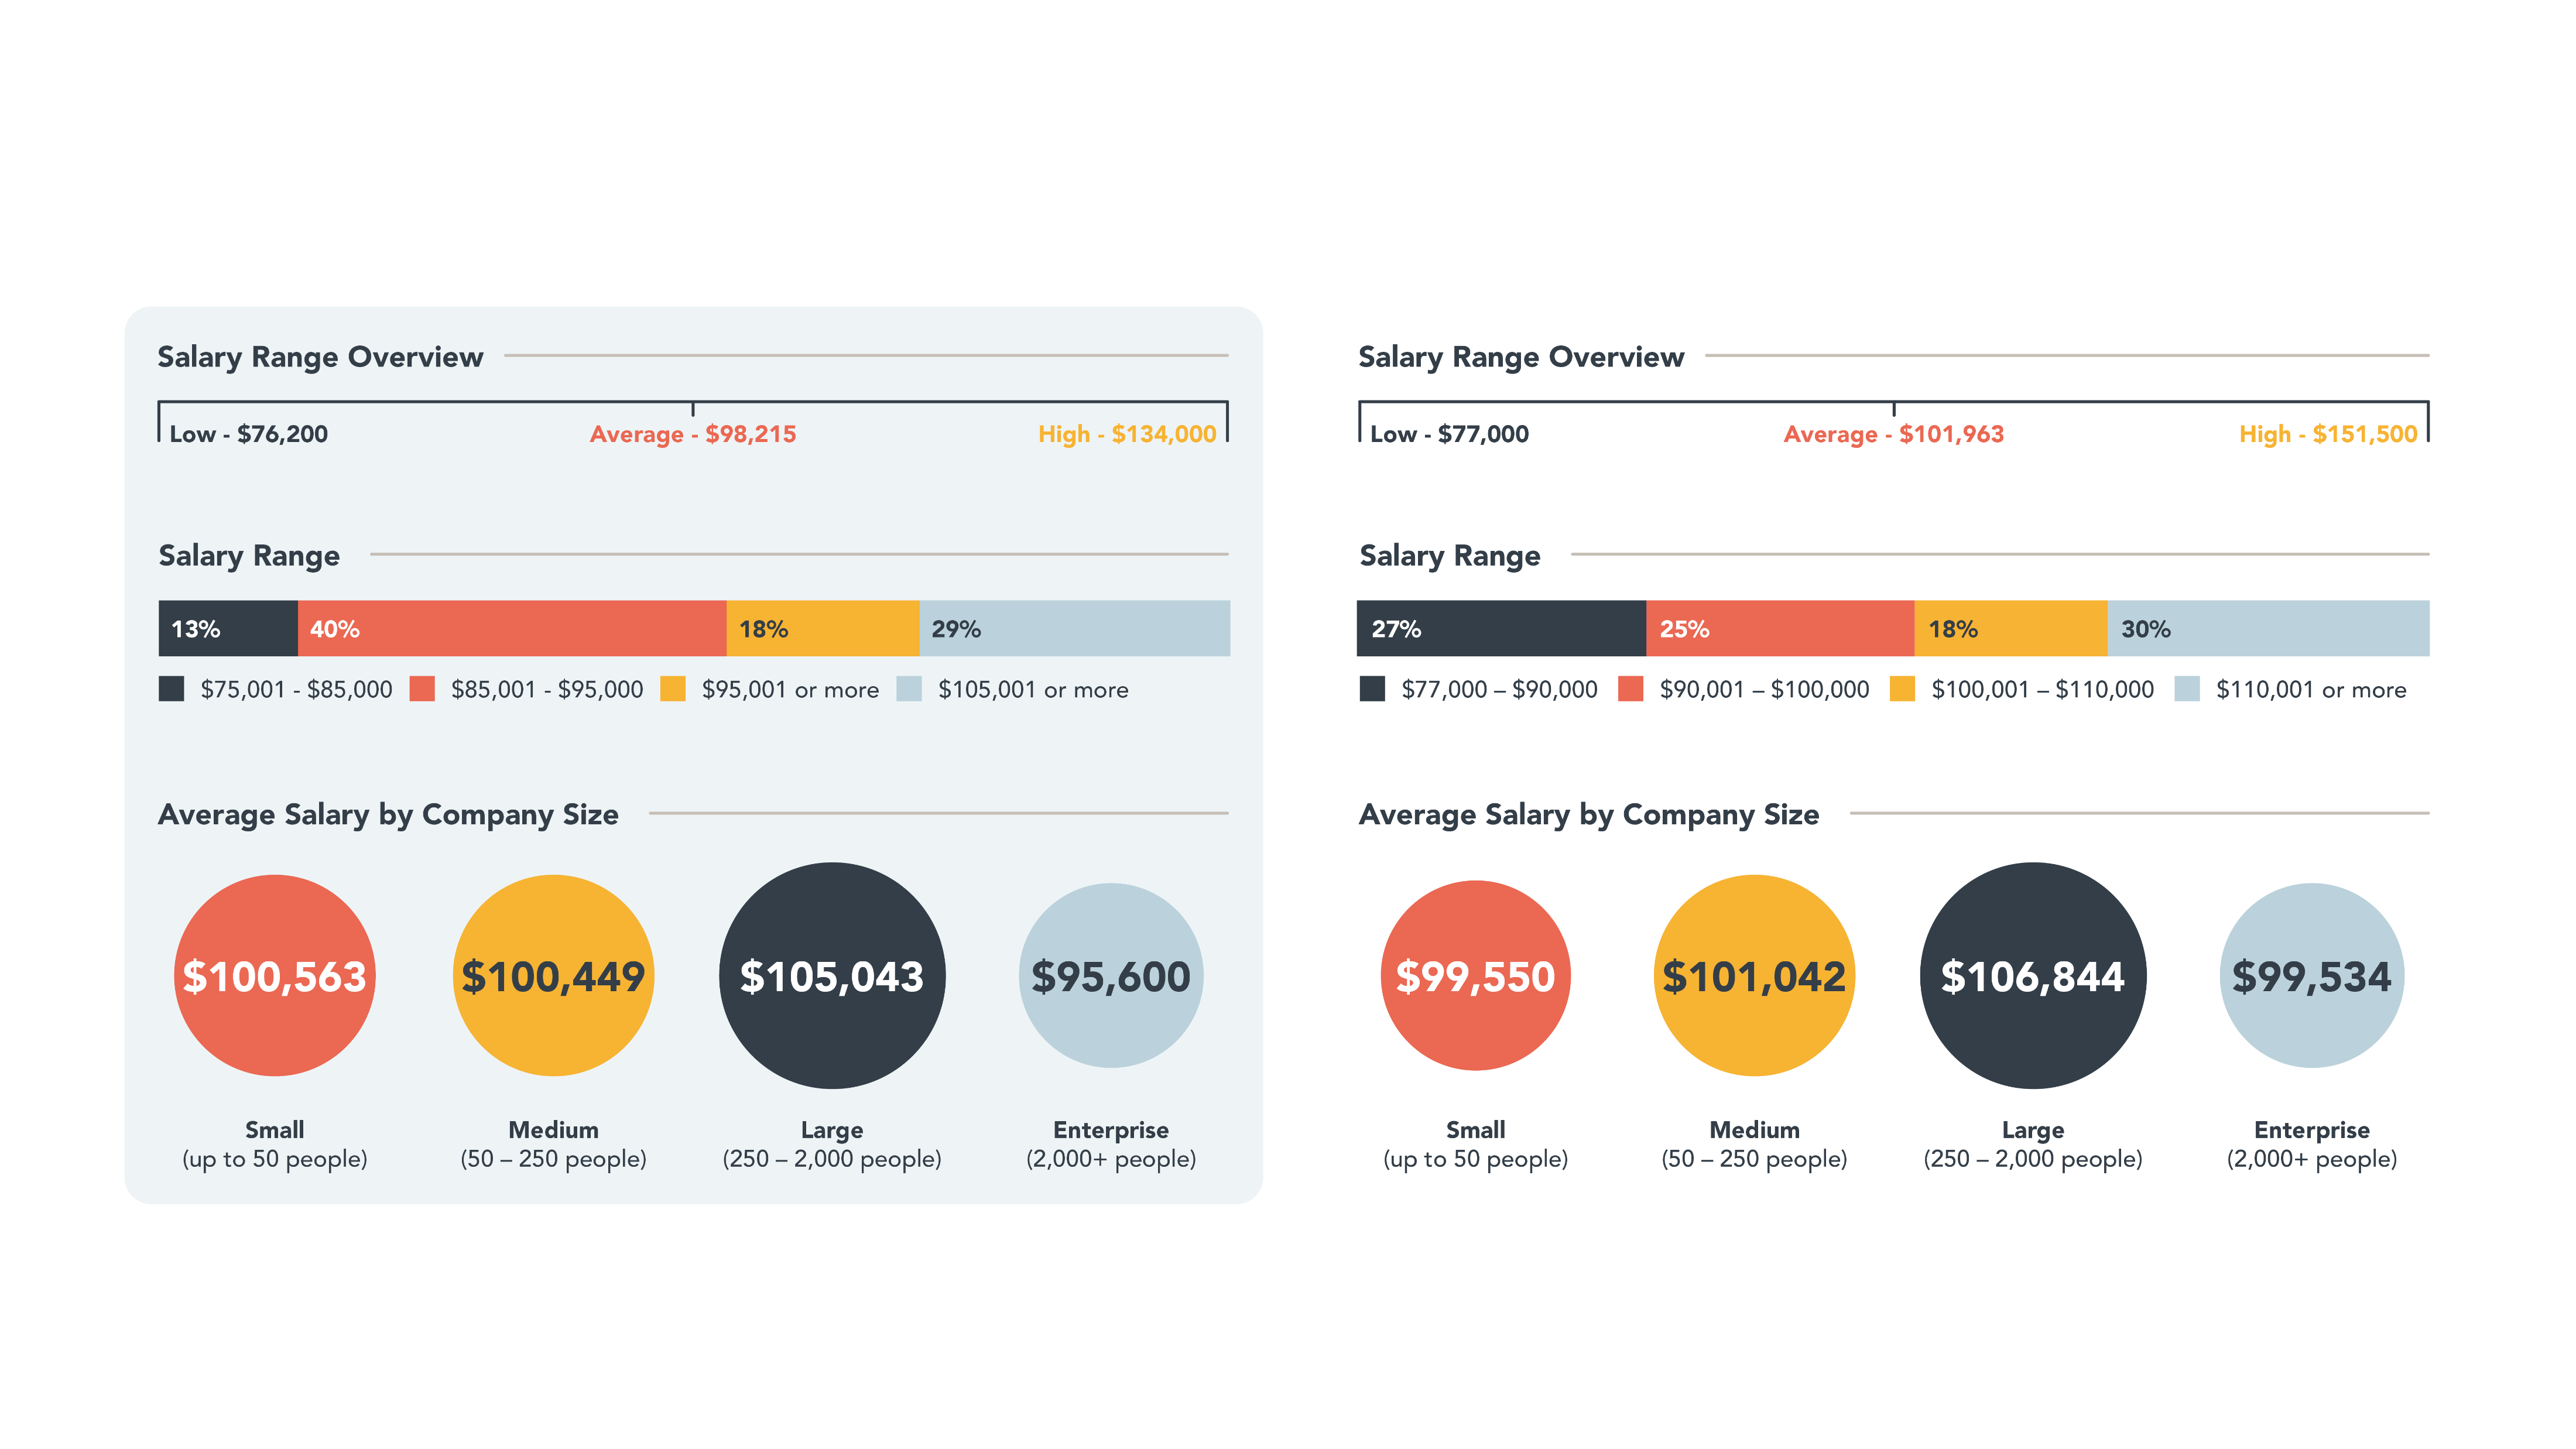 Salary Range Overview
Low - $76,200
Average - $98,215
High - $134,000
Salary Range
13%
40%
18%
29%
$75,001 - $85,000
$85,001 - $95,000
$95,001 or more
$105,001 or more
Average Salary by Company Size
$100,563
$100,449
$105,043
$95,600
Small
(up to 50 people)
Medium
(50 – 250 people)
Large
(250 – 2,000 people)
Enterprise
(2,000+ people)
Salary Range Overview
Low - $77,000
Average - $101,963
High - $151,500
Salary Range
27%
25%
18%
30%
$77,000 – $90,000
$90,001 – $100,000
$100,001 – $110,000
$110,001 or more
Average Salary by Company Size
$99,550
$101,042
$106,844
$99,534
Small
(up to 50 people)
Medium
(50 – 250 people)
Large
(250 – 2,000 people)
Enterprise
(2,000+ people)